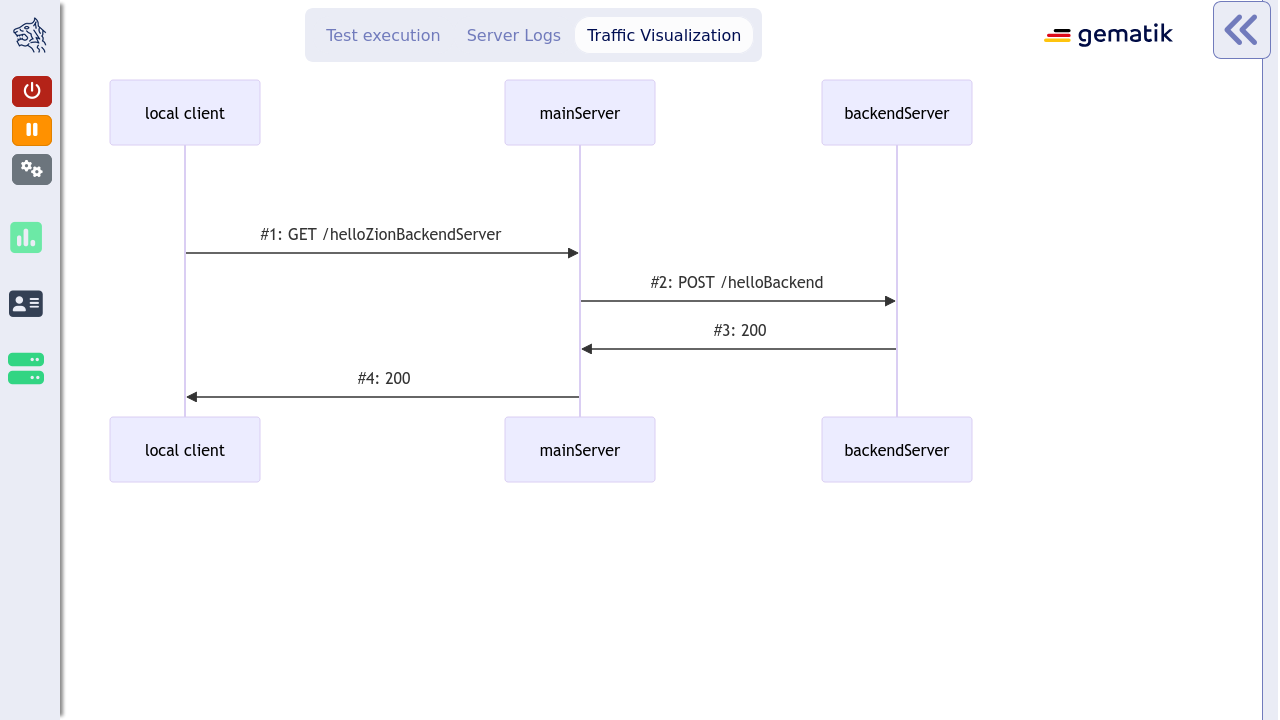 Test execution
Server Logs
Traffic Visualization
gematik
local client
mainServer
backendServer
#1: GET /helloZionBackendServer
#2: POST /helloBackend
#3: 200
#4: 200
local client
mainServer
backendServer